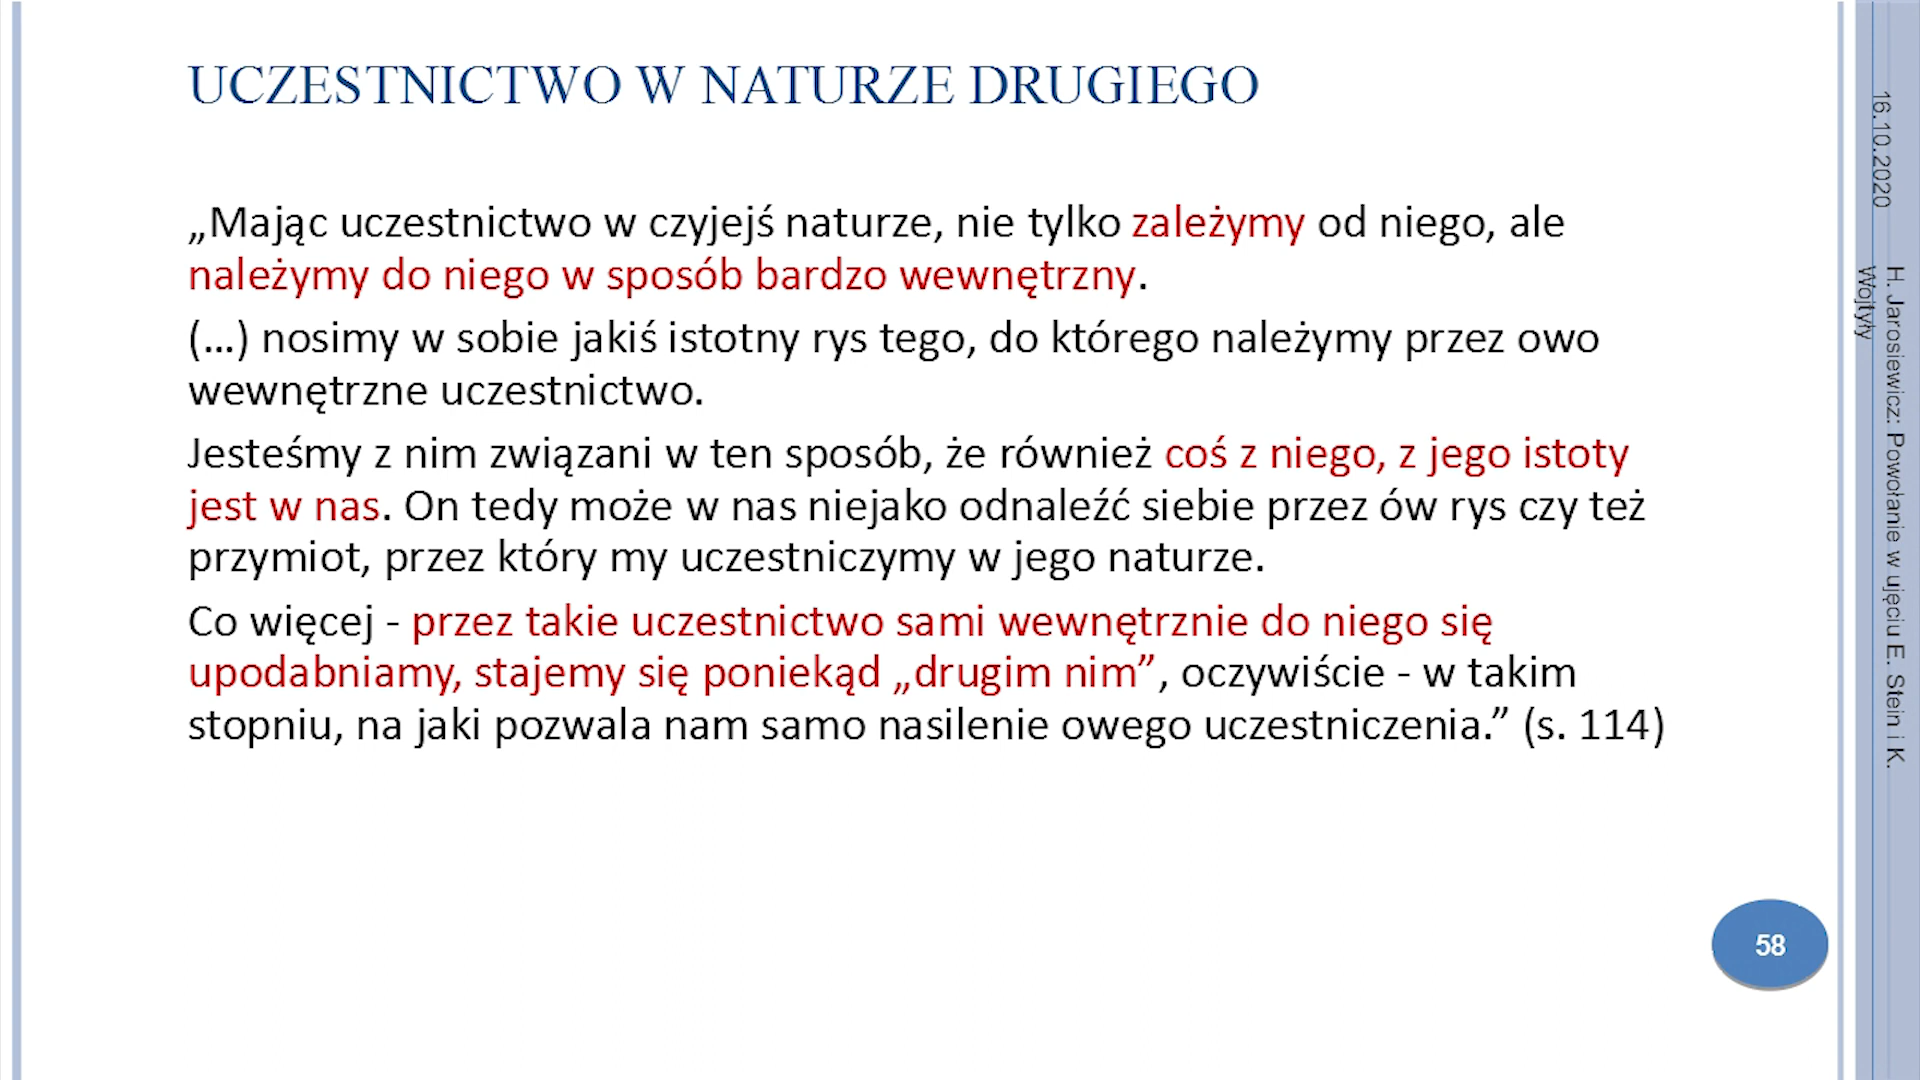 UCZESTNICTWO W NATURZE DRUGIEGO
„Mając uczestnictwo w czyjejś naturze, nie tylko zależymy od niego, ale
należymy do niego w sposób bardzo wewnętrzny.
(...) nosimy w sobie jakiś istotny rys tego, do którego należymy przez owo
wewnętrzne uczestnictwo.
Jesteśmy z nim związani w ten sposób, że również coś z niego, z jego istoty
jest w nas. On tedy może w nas niejako odnaleźć siebie przez ów rys czy też
przymiot, przez który my uczestniczymy w jego naturze.
Co więcej - przez takie uczestnictwo sami wewnętrznie do niego się
upodabniamy, stajemy się poniekąd „drugim nim”, oczywiście - w takim
stopniu, na jaki pozwala nam samo nasilenie owego uczestniczenia.” (s. 114)
16.10.2020
H. Jarosiewicz: Powołanie w ujęciu E. Stein i K.
Wojtyły
58